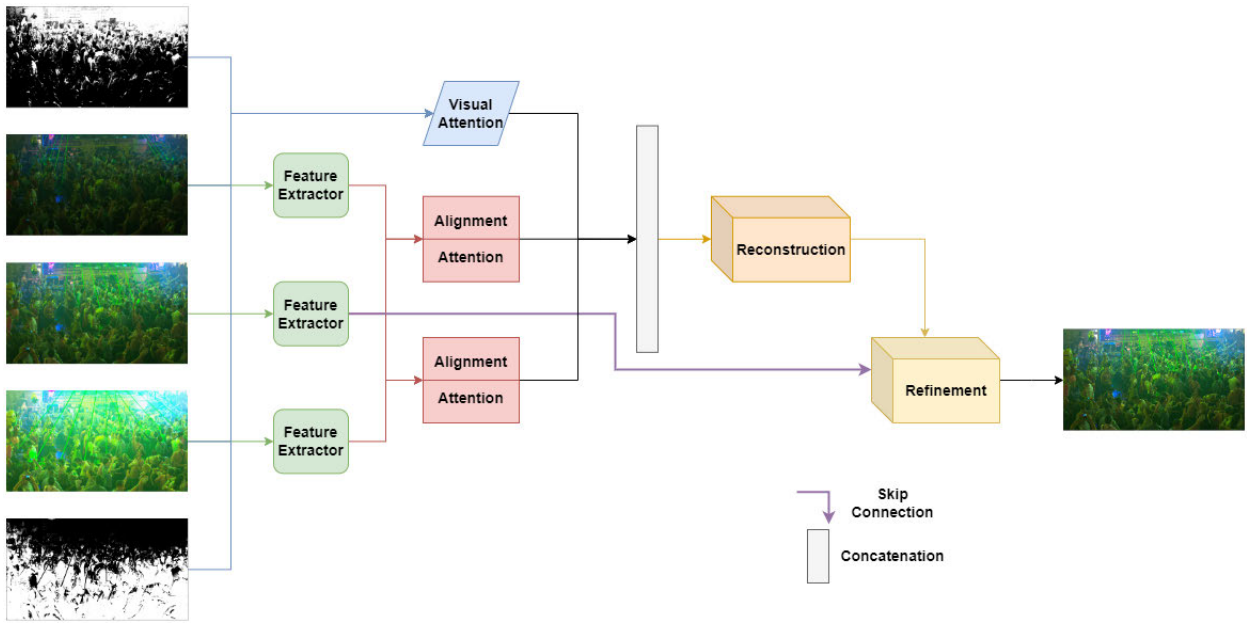 Visual
Attention
Feature
Extractor
Alignment
Attention
Reconstruction
Feature
Extractor
Alignment
Attention
Refinement
Feature
Extractor
Skip
Connection
Concatenation